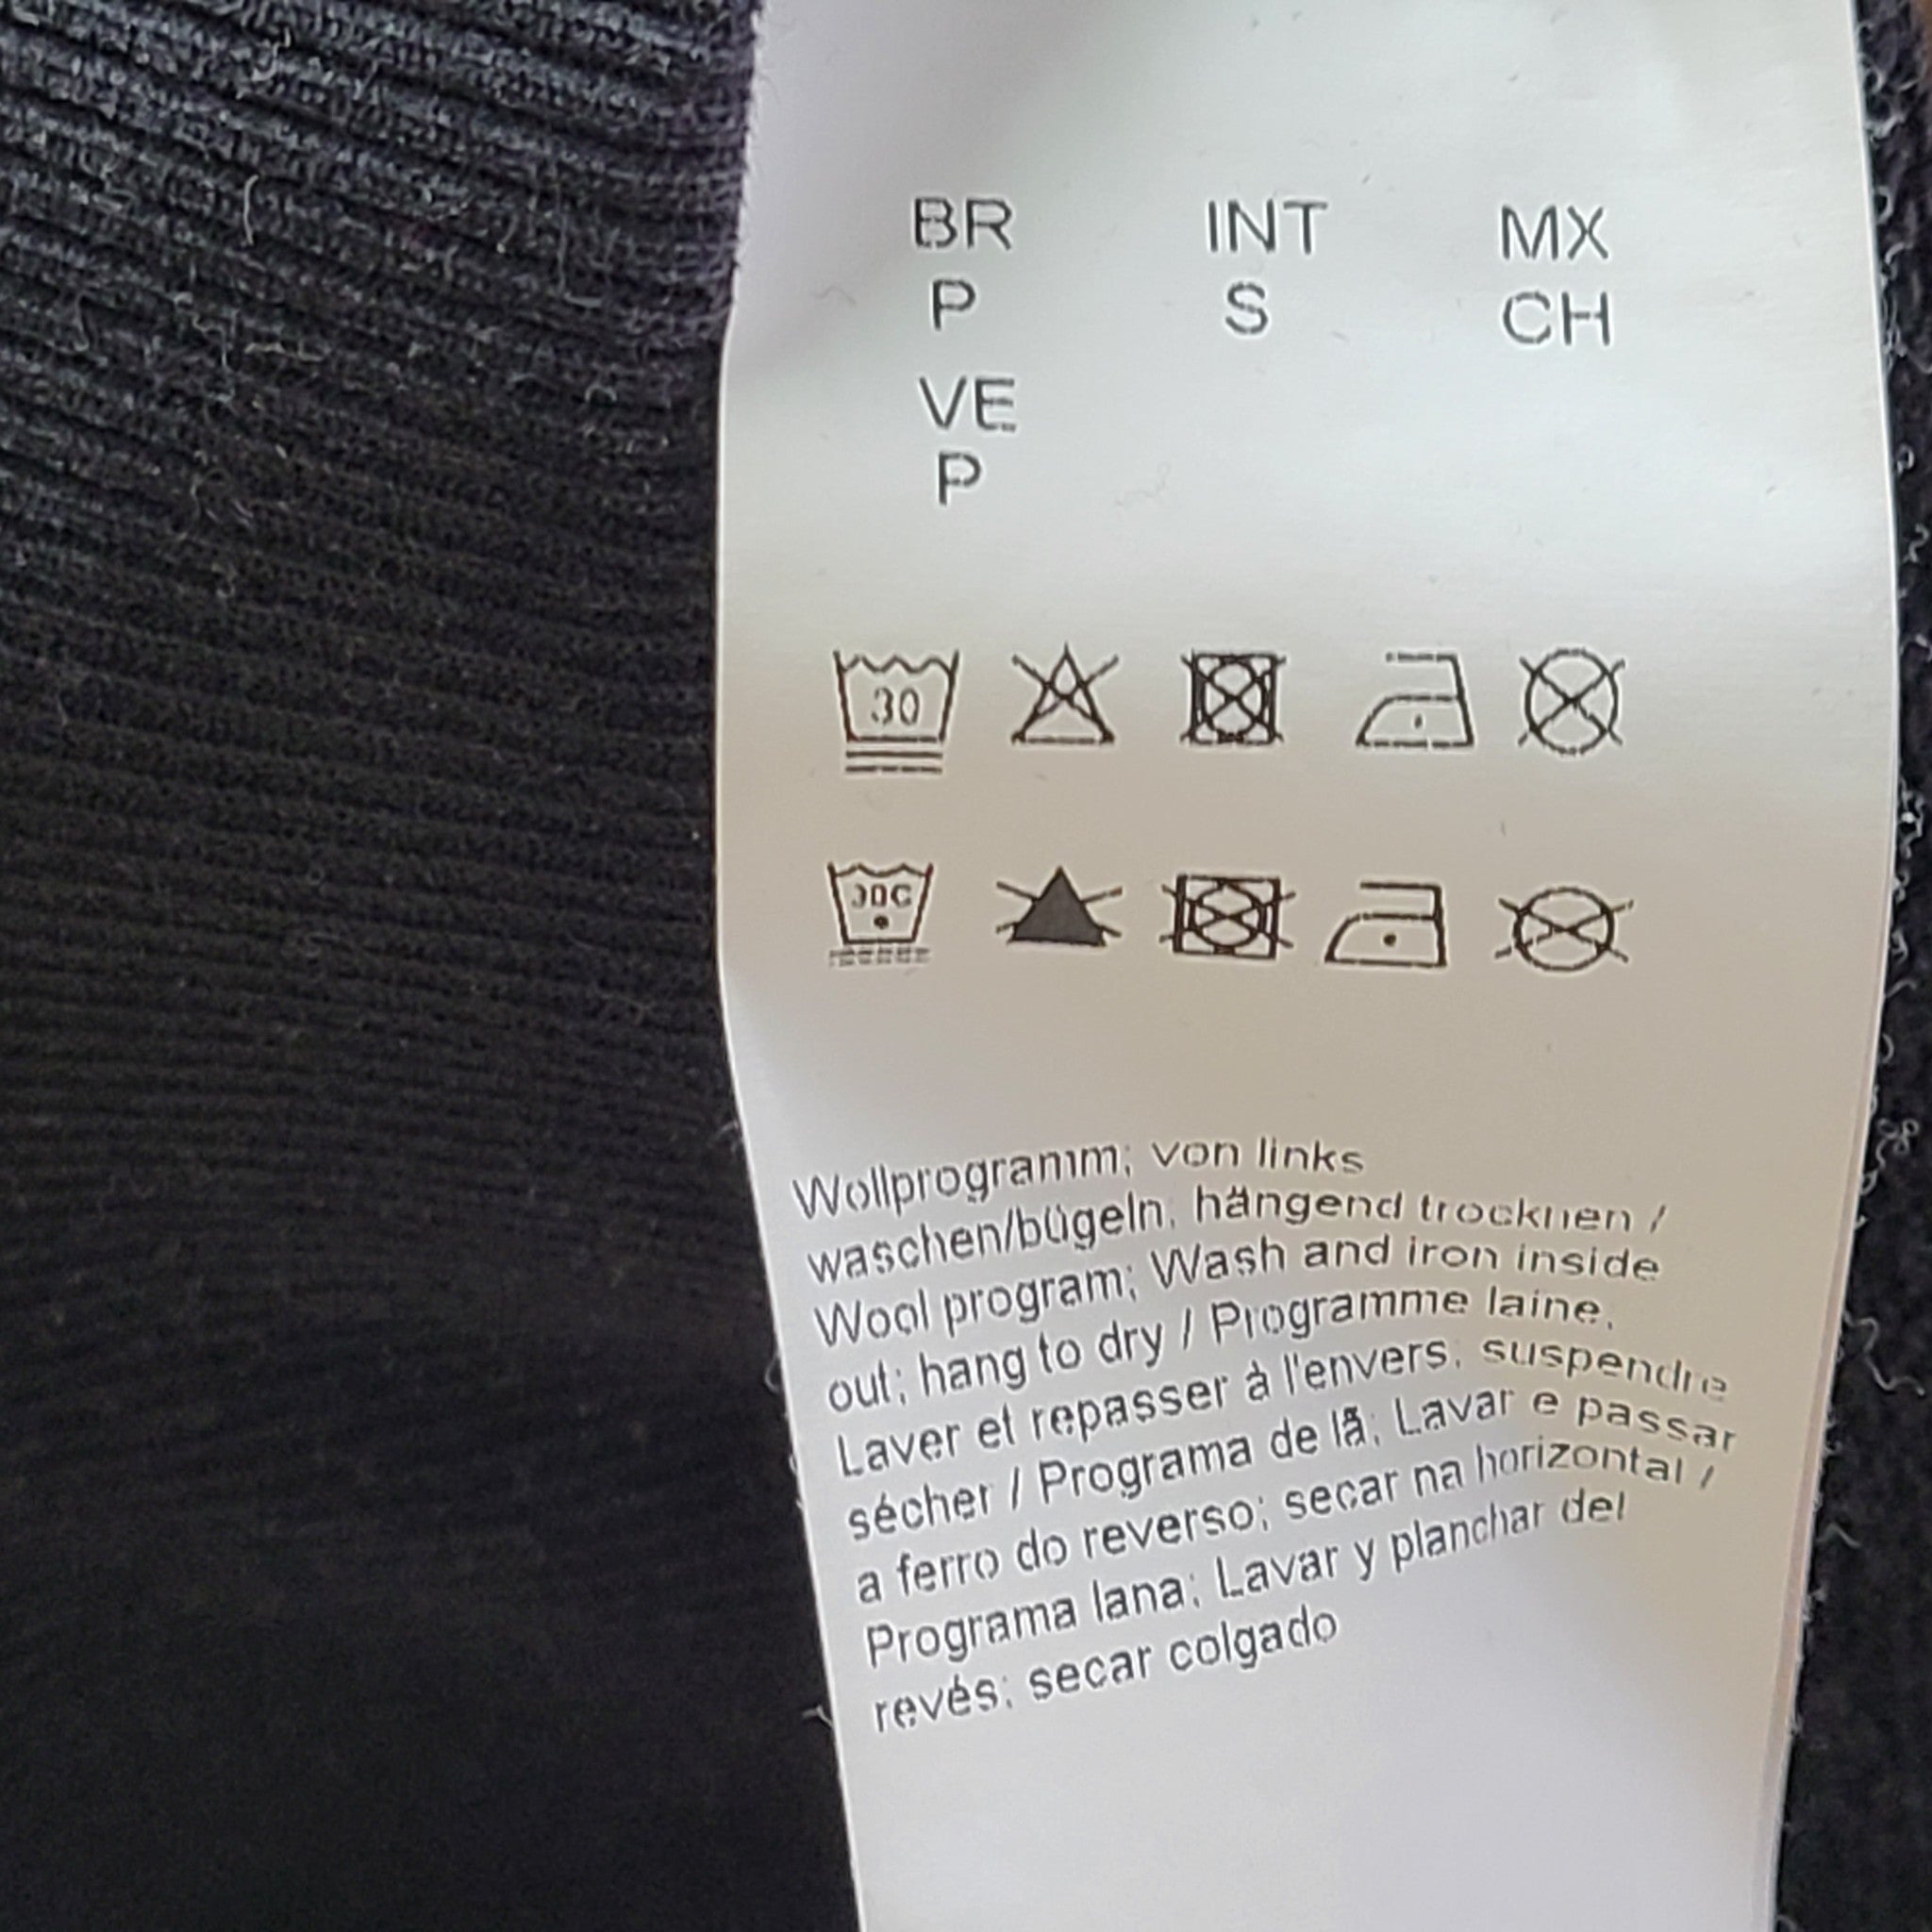 BR INT MX
P S CH
VE
P
30
30C
Wollprogramm; von links
waschen/bügeln; hängend trocknen /
Wool program; Wash and iron inside
out; hang to dry / Programme laine,
Laver et repasser à l'envers, suspendre
sécher / Programa de lã; Lavar e passar
a ferro do reverso; secar na horizontal /
Programa lana; Lavar y planchar del
revés; secar colgado